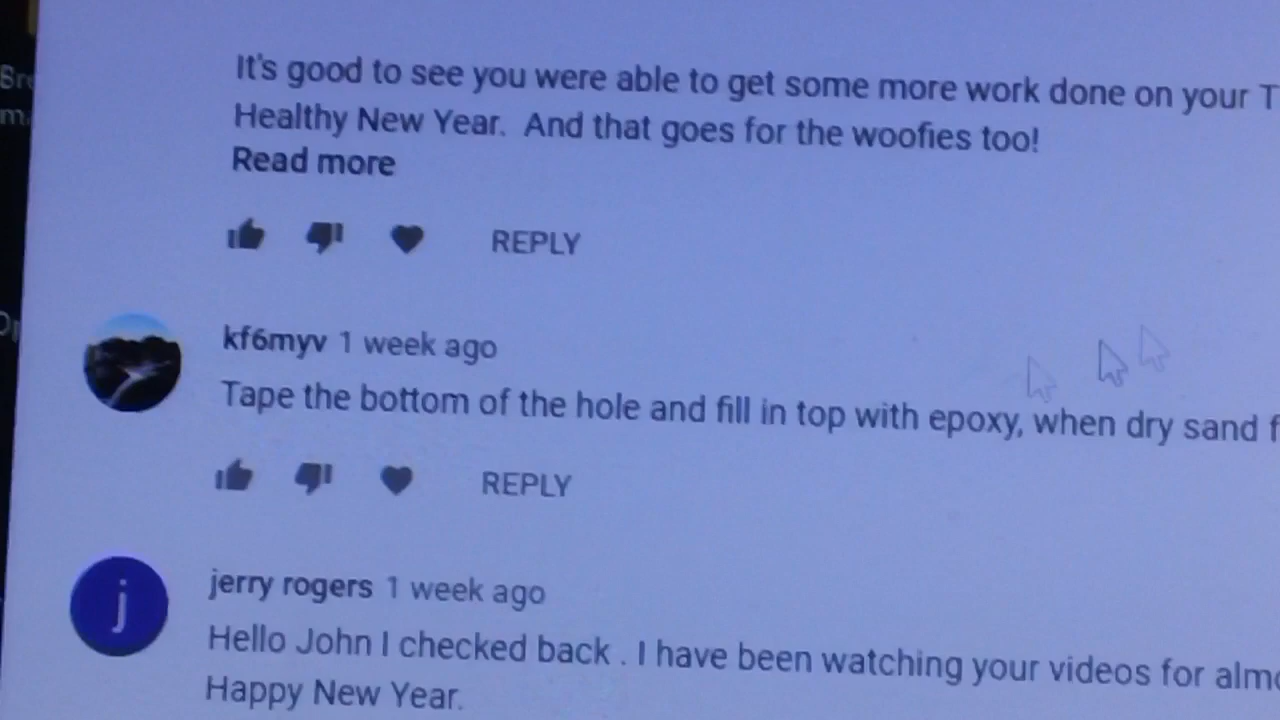 It's good to see you were able to get some more work done on your T
Healthy New Year. And that goes for the woofies too!
Read more
REPLY
kf6myv 1 week ago
Tape the bottom of the hole and fill in top with epoxy, when dry sand f
REPLY
j
jerry rogers 1 week ago
Hello John I checked back . I have been watching your videos for almo
Happy New Year.